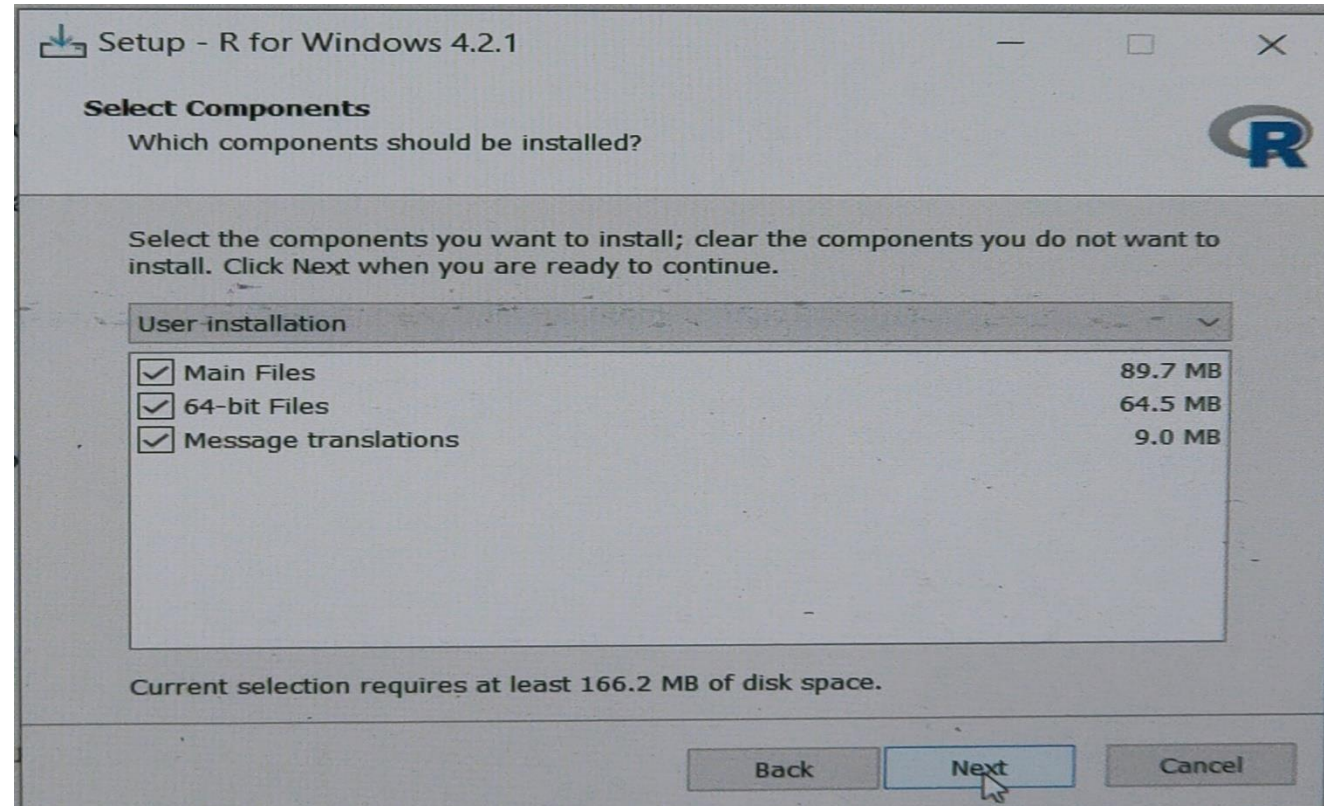 Setup - R for Windows 4.2.1
Select Components
Which components should be installed?
R
Select the components you want to install; clear the components you do not want to
install. Click Next when you are ready to continue.
User installation
Main Files 89.7 MB
64-bit Files 64.5 MB
Message translations 9.0 MB
Current selection requires at least 166.2 MB of disk space.
Back Next Cancel